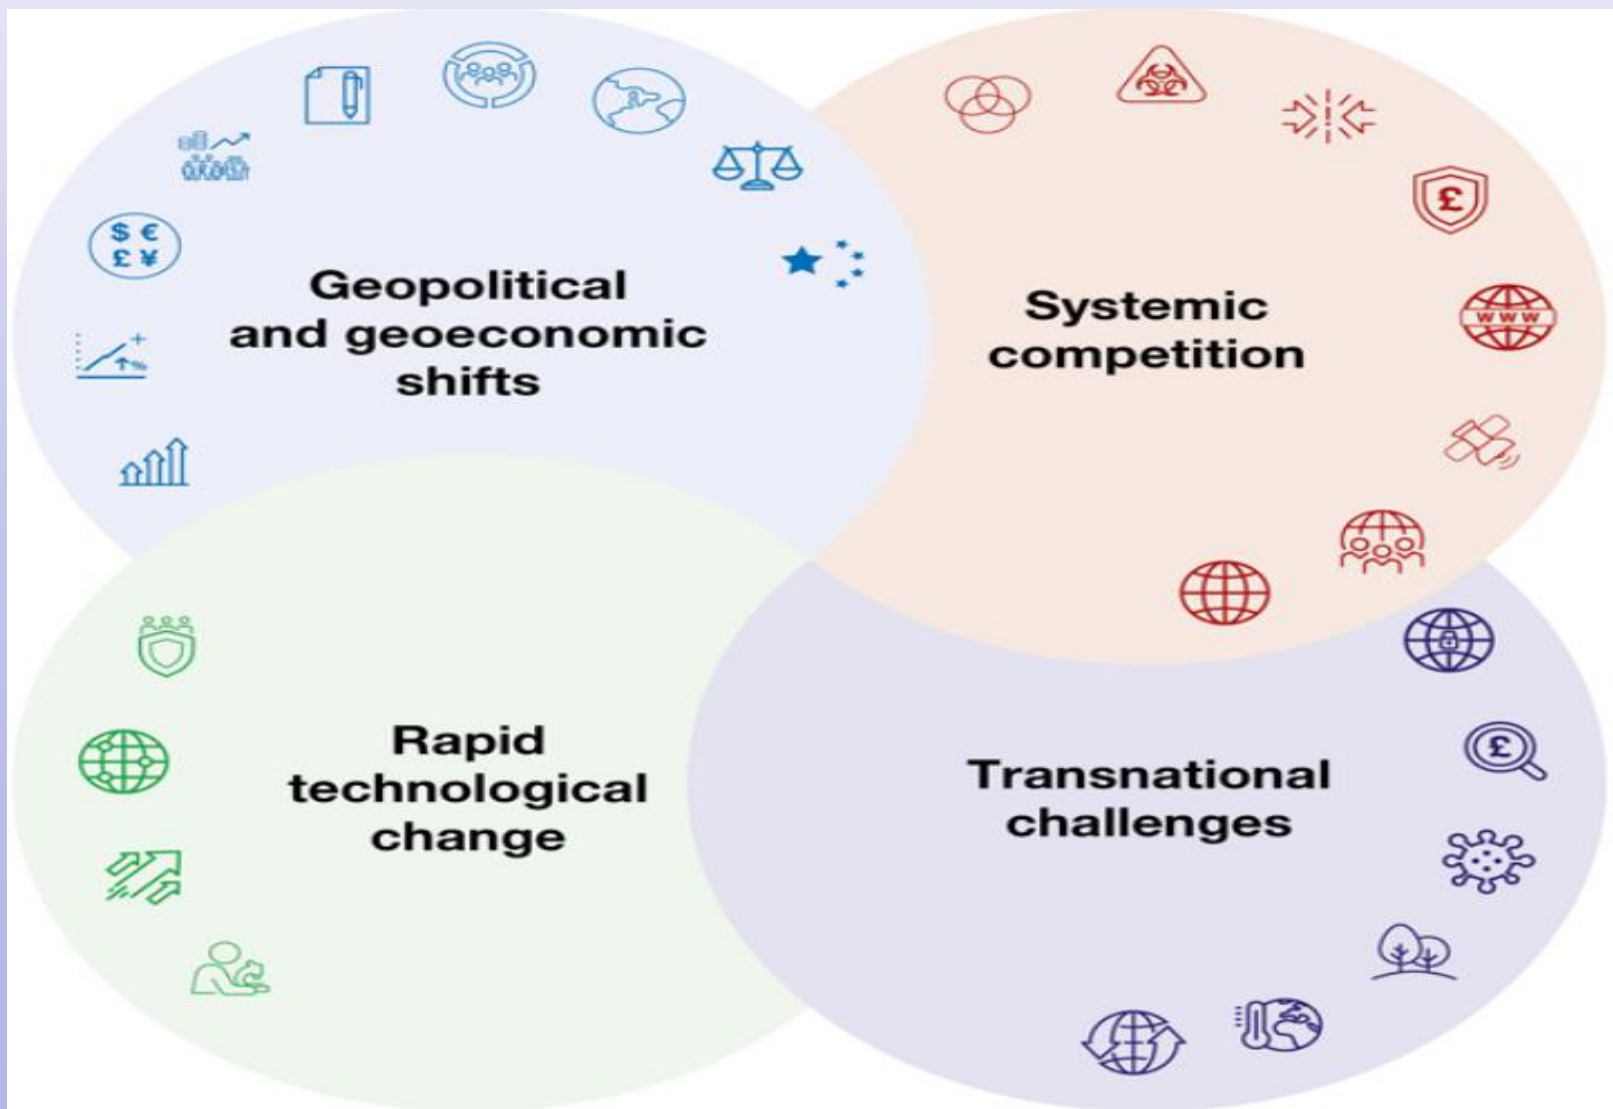 $ €
£ ¥
Geopolitical
and geoeconomic
shifts
%
£
WWW
Systemic
competition
Rapid
technological
change
£
Transnational
challenges